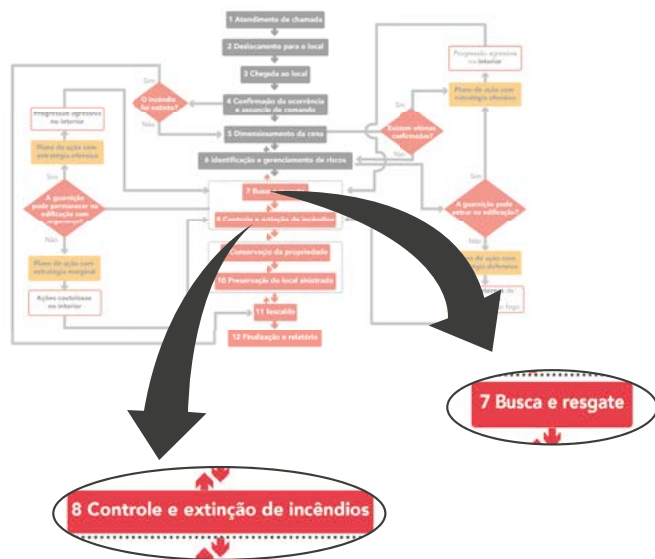 1 Atendimento de chamada
2 Deslocamento para o local
3 Chegada ao local
4 Confirmação da ocorrência
e assunção de comando
5 Dimensionamento da cena
6 Identificação e gerenciamento de riscos
7 Busca
8 Controle e extinção de incêndios
Conservação da propriedade
10 Preservação do local sinistrado
11 Rescaldo
12 Finalização e relatório
Sim
O incêndio
foi extinto?
Não
Progressão agressiva
no interior
Plano de ação com
estratégia ofensiva
Sim
A guarnição
pode permanecer na
edificação com
segurança?
Não
Plano de ação com
estratégia marginal
Ações cautelosas
no interior
Progressão agressiva
no interior
Plano de ação com
estratégia ofensiva
Sim
Existem vítimas
confirmadas?
Não
Sim
A guarnição pode
entrar na edificação?
Não
de ação com
estratégia defensiva
fogo
7 Busca e resgate
8 Controle e extinção de incêndios